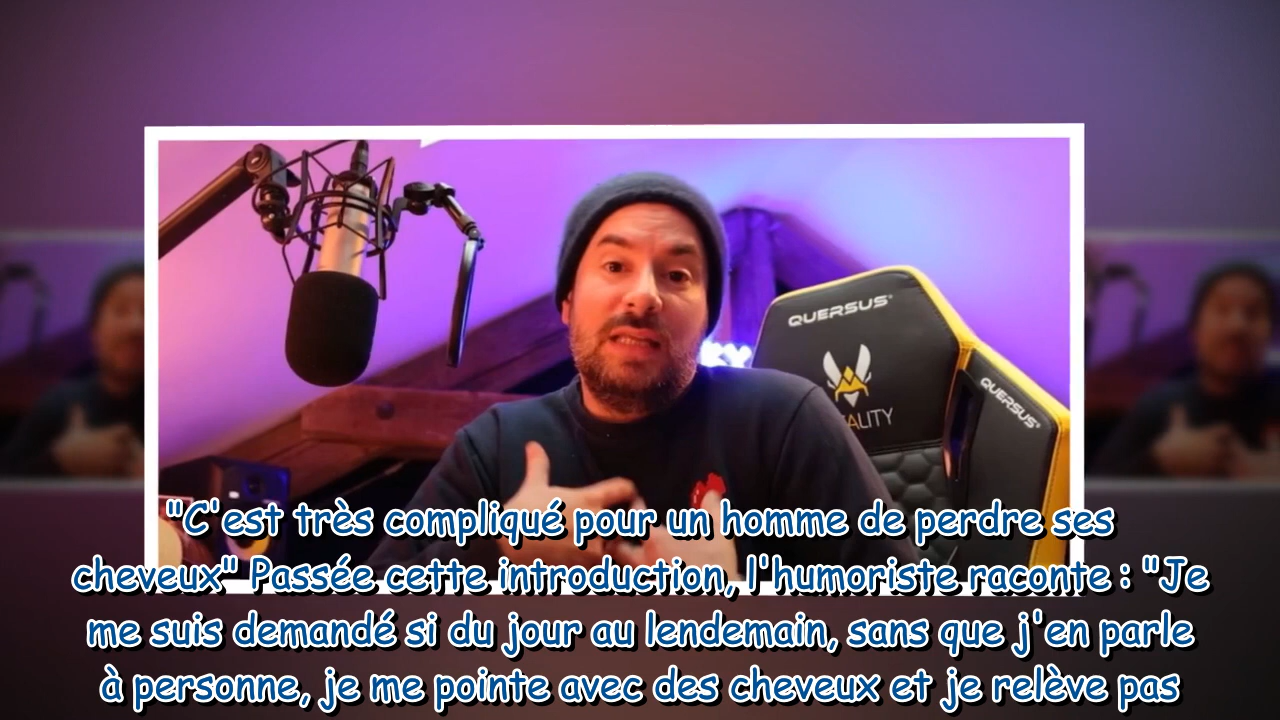 QUERSUS
QUERSUS
ALITY
"C'est très compliqué pour un homme de perdre ses
cheveux" Passée cette introduction, l'humoriste raconte : "Je
me suis demandé si du jour au lendemain, sans que j'en parle
à personne, je me pointe avec des cheveux et je relève pas